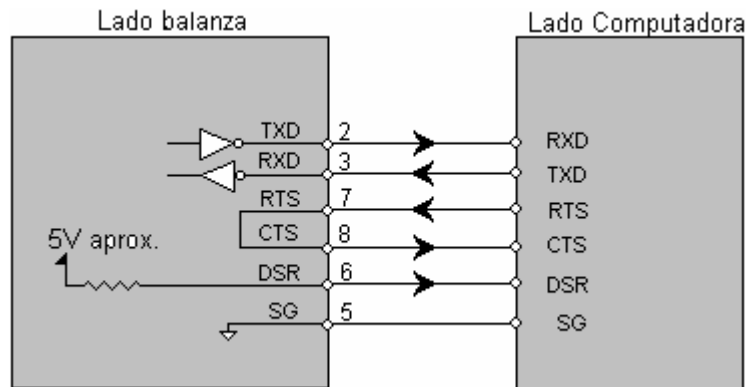 Lado balanza Lado Computadora
TXD 2 RXD
RXD 3 TXD
RTS 7 RTS
CTS 8 CTS
5V aprox.
DSR 6 DSR
SG 5 SG